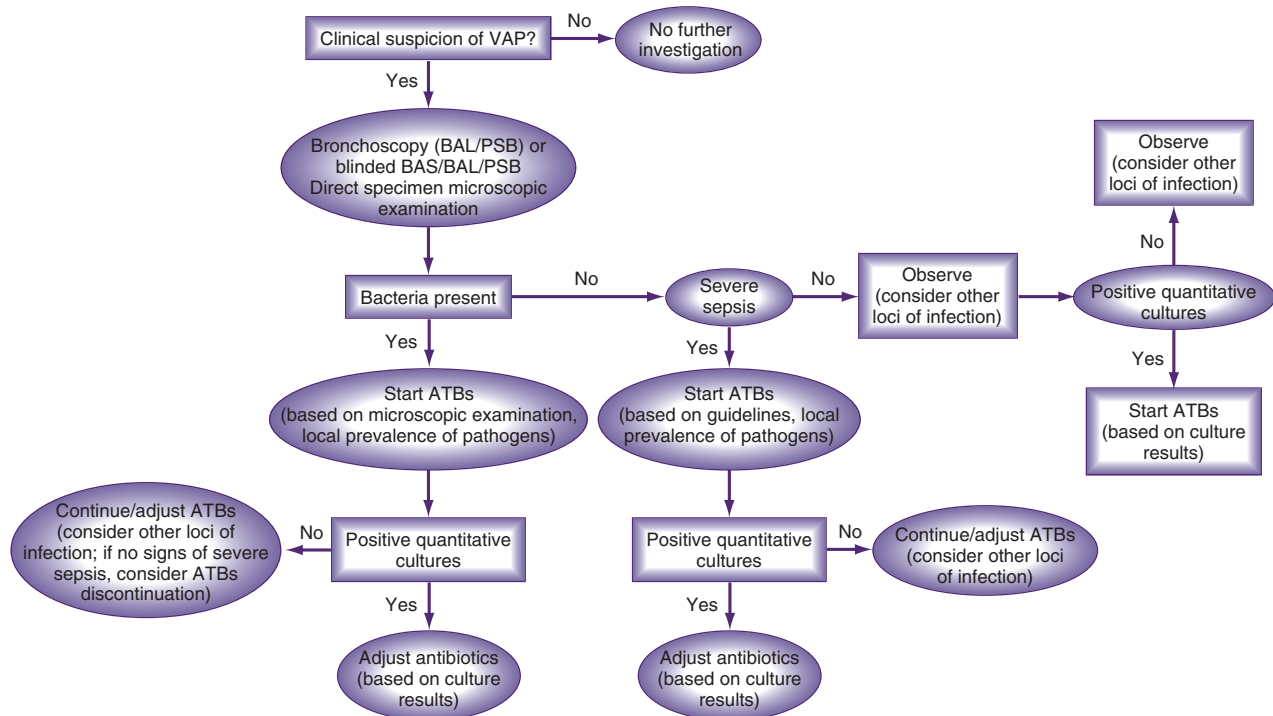 Clinical suspicion of VAP?
No
No further
investigation
Yes
Bronchoscopy (BAL/PSB) or
blinded BAS/BAL/PSB
Direct specimen microscopic
examination
Bacteria present
No
Severe
sepsis
No
Observe
(consider other
loci of infection)
Positive quantitative
cultures
No
Observe
(consider other
loci of infection)
Yes
Start ATBs
(based on culture
results)
Yes
Start ATBs
(based on microscopic examination,
local prevalence of pathogens)
Yes
Start ATBs
(based on guidelines, local
prevalence of pathogens)
Positive quantitative
cultures
No
Continue/adjust ATBs
(consider other loci of
infection; if no signs of severe
sepsis, consider ATBs
discontinuation)
Yes
Adjust antibiotics
(based on culture
results)
Positive quantitative
cultures
No
Continue/adjust ATBs
(consider other loci
of infection)
Yes
Adjust antibiotics
(based on culture
results)